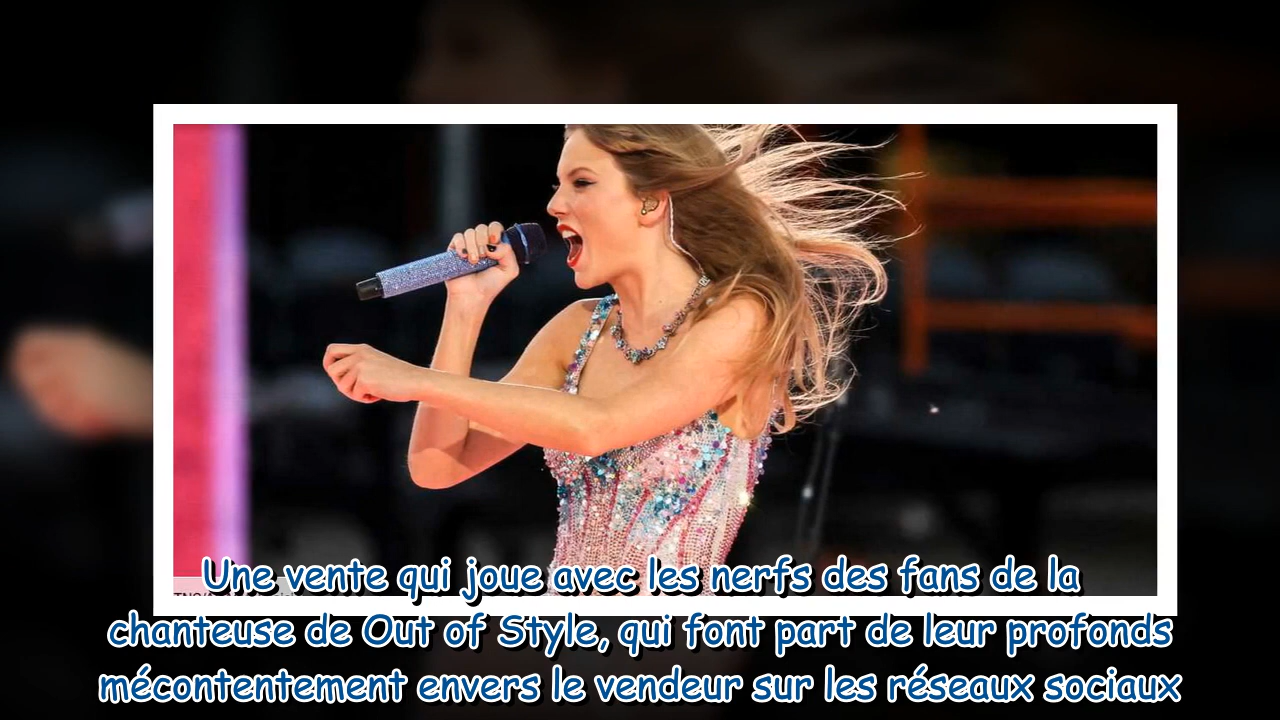 Une vente qui joue avec les nerfs des fans de la
chanteuse de Out of Style, qui font part de leur profonds
mécontentement envers le vendeur sur les réseaux sociaux